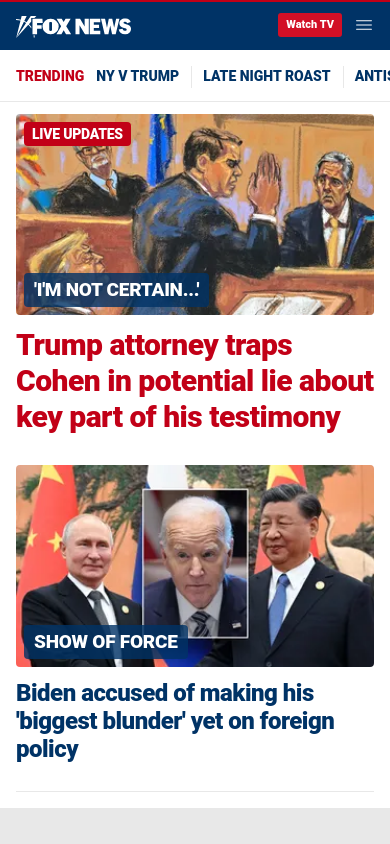 FOX NEWS
Watch TV
TRENDING NY V TRUMP LATE NIGHT ROAST ANTIS
LIVE UPDATES
'I'M NOT CERTAIN...'
Trump attorney traps
Cohen in potential lie about
key part of his testimony
SHOW OF FORCE
Biden accused of making his
'biggest blunder' yet on foreign
policy